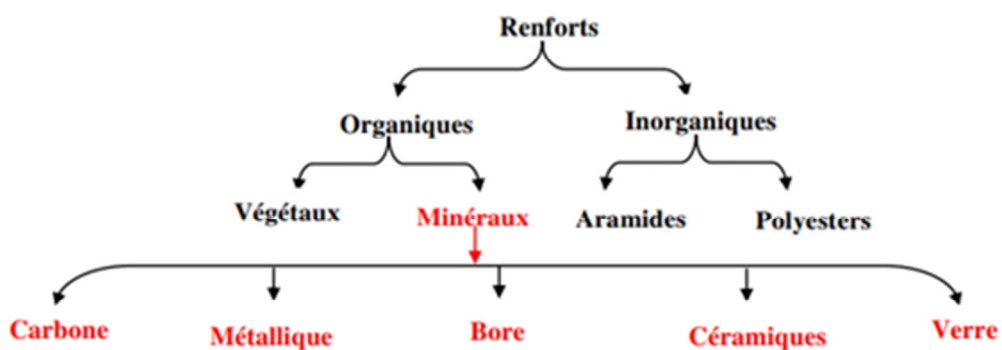 Renforts
Organiques Inorganiques
Végétaux Minéraux Aramides Polyesters
Carbone Métallique Bore Céramiques Verre